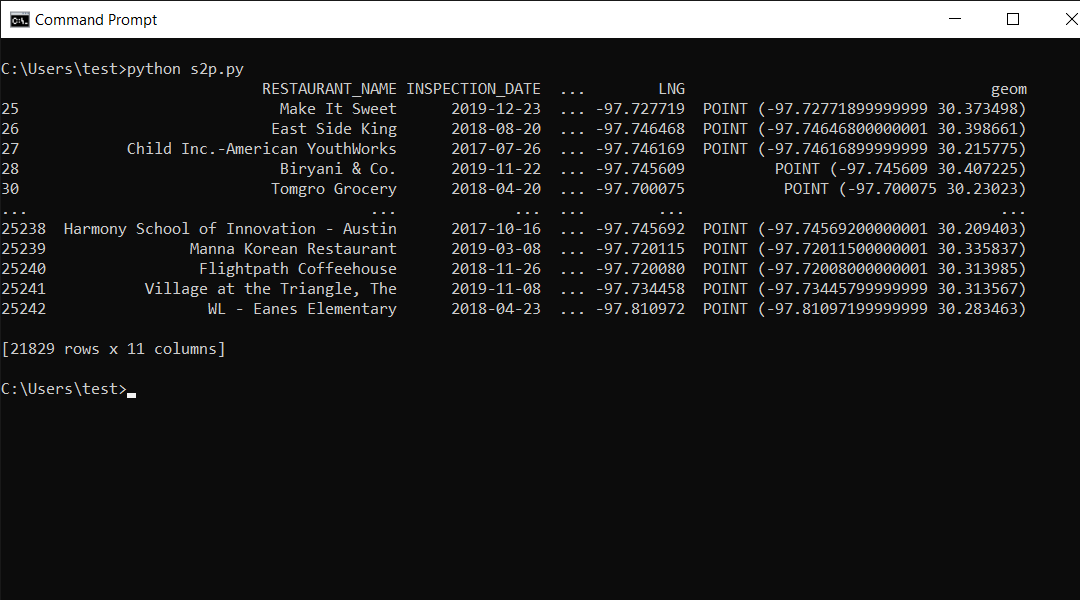 Command Prompt
C:\Users\test>python s2p.py
RESTAURANT_NAME INSPECTION_DATE ... LNG geom
25 Make It Sweet 2019-12-23 ... -97.727719 POINT (-97.72771899999999 30.373498)
26 East Side King 2018-08-20 ... -97.746468 POINT (-97.74646800000001 30.398661)
27 Child Inc.-American YouthWorks 2017-07-26 ... -97.746169 POINT (-97.74616899999999 30.215775)
28 Biryani & Co. 2019-11-22 ... -97.745609 POINT (-97.745609 30.407225)
30 Tomgro Grocery 2018-04-20 ... -97.700075 POINT (-97.700075 30.23023)
... ... ... ... ... ...
25238 Harmony School of Innovation - Austin 2017-10-16 ... -97.745692 POINT (-97.74569200000001 30.209403)
25239 Manna Korean Restaurant 2019-03-08 ... -97.720115 POINT (-97.72011500000001 30.335837)
25240 Flightpath Coffeehouse 2018-11-26 ... -97.720080 POINT (-97.72008000000001 30.313985)
25241 Village at the Triangle, The 2019-11-08 ... -97.734458 POINT (-97.73445799999999 30.313567)
25242 WL - Eanes Elementary 2018-04-23 ... -97.810972 POINT (-97.81097199999999 30.283463)
[21829 rows x 11 columns]
C:\Users\test>